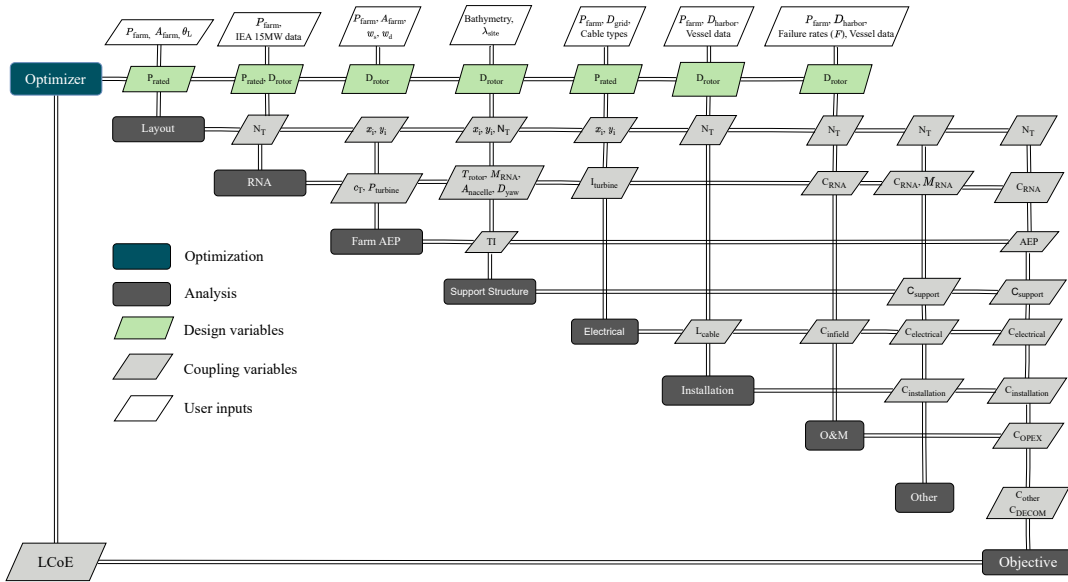 P_farm, A_farm, θ_L
P_farm,
IEA 15MW data
P_farm, A_farm,
w_s, w_d
Bathymetry,
λ_site
P_farm, D_grid,
Cable types
P_farm, D_harbor,
Vessel data
P_farm, D_harbor,
Failure rates (F), Vessel data
Optimizer
P_rated
P_rated, D_rotor
D_rotor
D_rotor
P_rated
D_rotor
D_rotor
Layout
N_T
x_i, y_i
x_i, y_i, N_T
x_i, y_i
N_T
N_T
N_T
N_T
RNA
c_T, P_turbine
T_rotor, M_RNA,
A_nacelle, D_yaw
I_turbine
C_RNA
C_RNA, M_RNA
C_RNA
Farm AEP
TI
AEP
Optimization
Support Structure
C_support
C_support
Analysis
Design variables
Electrical
L_cable
C_infield
C_electrical
C_electrical
Coupling variables
Installation
C_installation
C_installation
User inputs
O&M
C_OPEX
Other
C_other
C_DECOM
LCoE
Objective